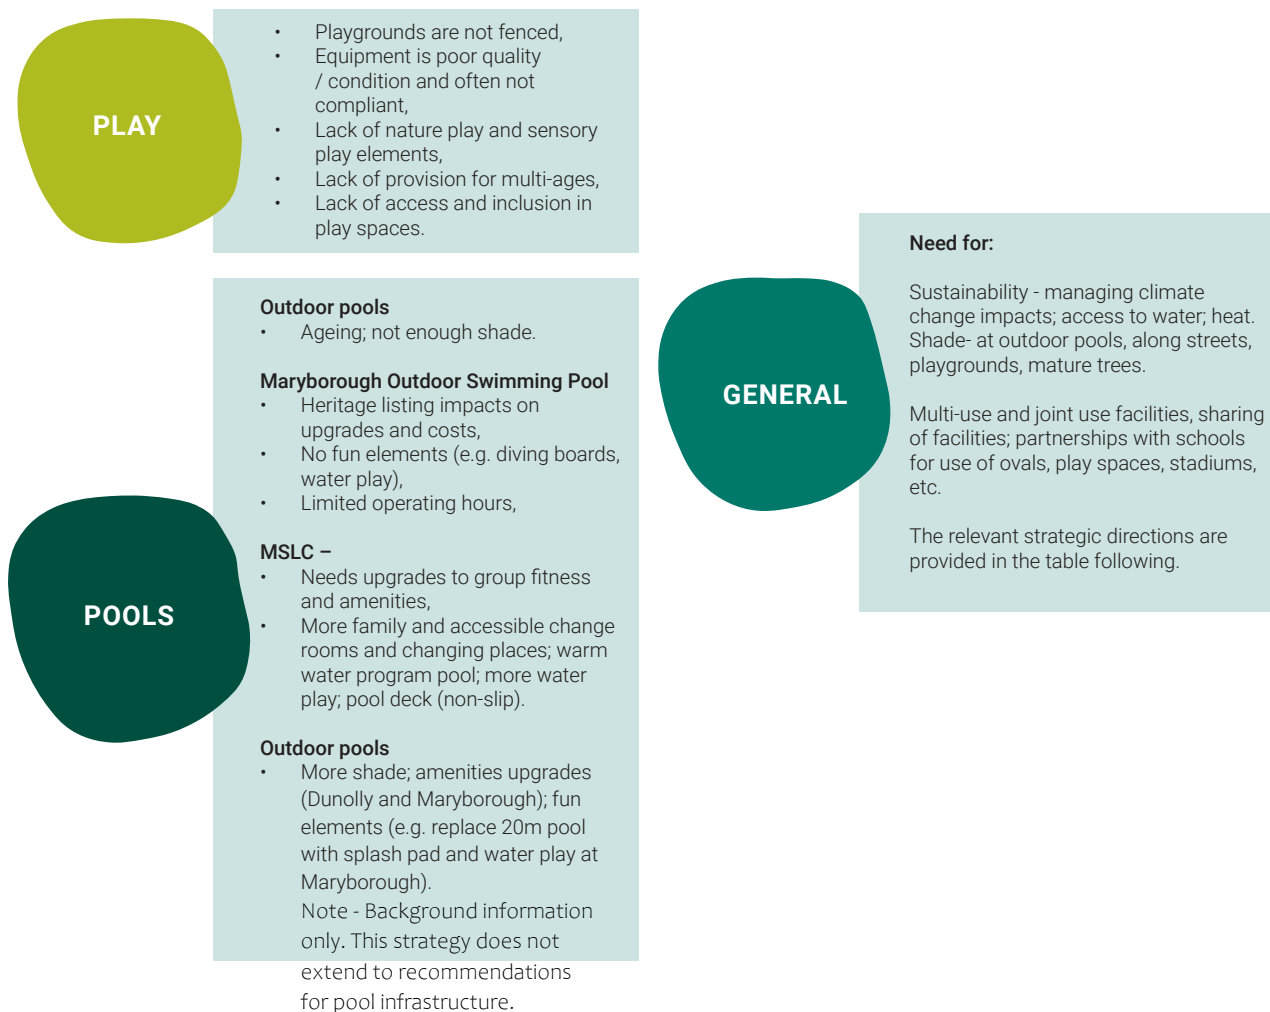 PLAY
• Playgrounds are not fenced,
• Equipment is poor quality
/ condition and often not
compliant,
• Lack of nature play and sensory
play elements,
• Lack of provision for multi-ages,
• Lack of access and inclusion in
play spaces.
POOLS
Outdoor pools
• Ageing; not enough shade.
Maryborough Outdoor Swimming Pool
• Heritage listing impacts on
upgrades and costs,
• No fun elements (e.g. diving boards,
water play),
• Limited operating hours,
MSLC –
• Needs upgrades to group fitness
and amenities,
• More family and accessible change
rooms and changing places; warm
water program pool; more water
play; pool deck (non-slip).
Outdoor pools
• More shade; amenities upgrades
(Dunolly and Maryborough); fun
elements (e.g. replace 20m pool
with splash pad and water play at
Maryborough).
Note - Background information
only. This strategy does not
extend to recommendations
for pool infrastructure.
GENERAL
Need for:
Sustainability - managing climate
change impacts; access to water; heat.
Shade- at outdoor pools, along streets,
playgrounds, mature trees.
Multi-use and joint use facilities, sharing
of facilities; partnerships with schools
for use of ovals, play spaces, stadiums,
etc.
The relevant strategic directions are
provided in the table following.